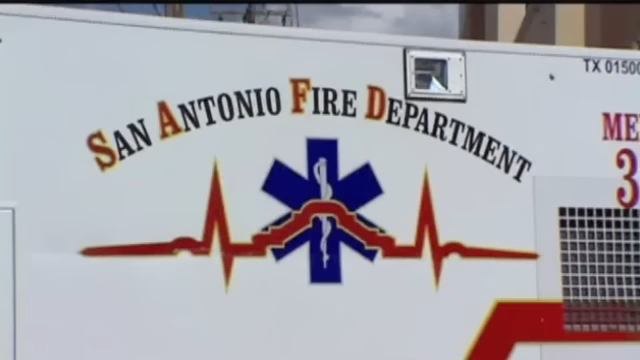 SAN ANTONIO FIRE DEPARTMENT
TX 01500
ME
3